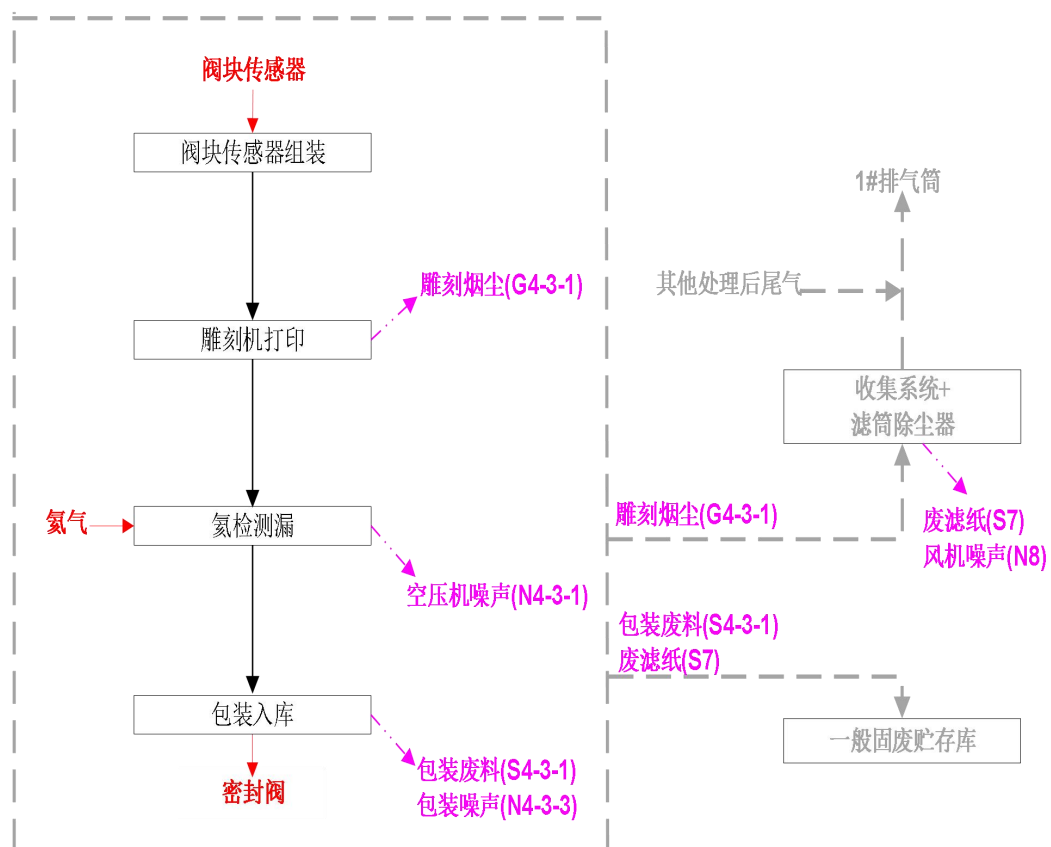 阀块传感器
阀块传感器组装
雕刻烟尘(G4-3-1)
雕刻机打印
氦气
氦检测漏
空压机噪声(N4-3-1)
包装入库
包装废料(S4-3-1)
包装噪声(N4-3-3)
密封阀
1#排气筒
其他处理后尾气
收集系统+
滤筒除尘器
雕刻烟尘(G4-3-1)
废滤纸(S7)
风机噪声(N8)
包装废料(S4-3-1)
废滤纸(S7)
一般固废贮存库